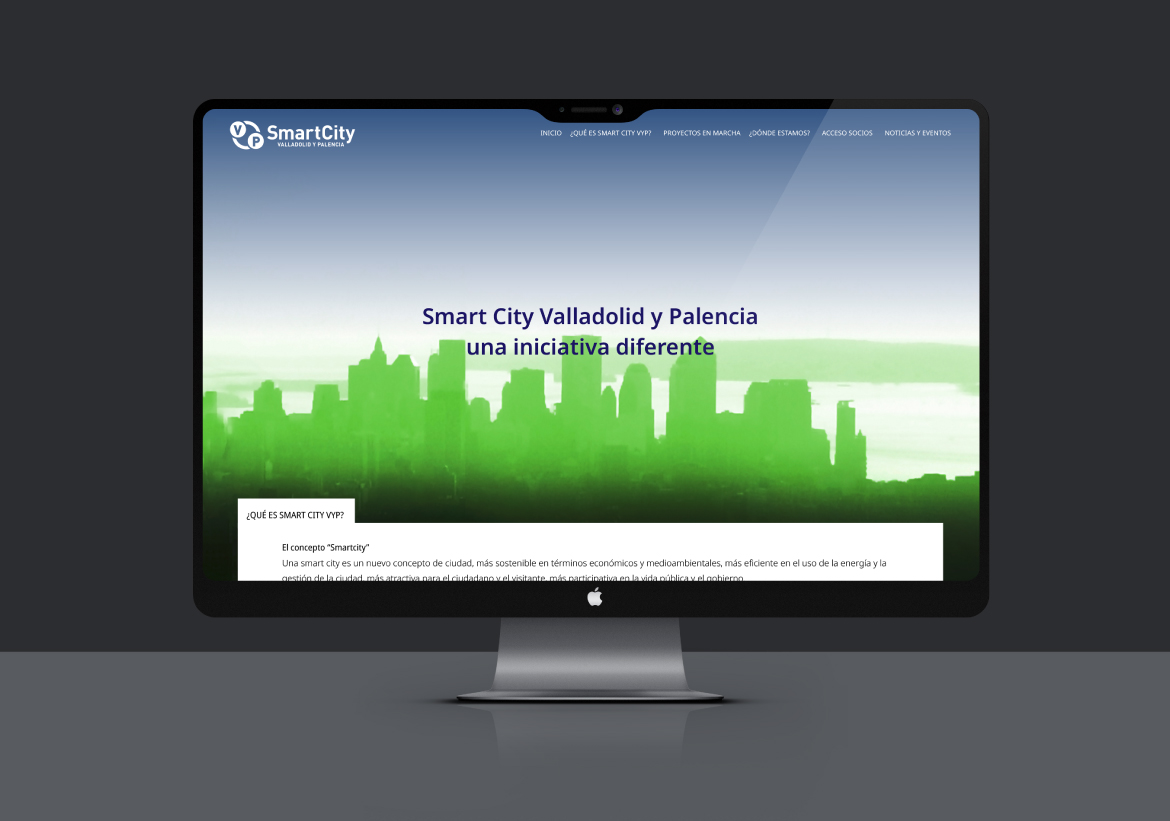 V P SmartCity
VALLADOLID Y PALENCIA
INICIO ¿QUÉ ES SMART CITY VYP? PROYECTOS EN MARCHA ¿DÓNDE ESTAMOS? ACCESO SOCIOS NOTICIAS Y EVENTOS
Smart City Valladolid y Palencia
una iniciativa diferente
¿QUÉ ES SMART CITY VYP?
El concepto “Smartcity”
Una smart city es un nuevo concepto de ciudad, más sostenible en términos económicos y medioambientales, más eficiente en el uso de la energía y la
gestión de la ciudad, más atractiva para el ciudadano y el visitante, más participativa en la vida pública y el gobierno